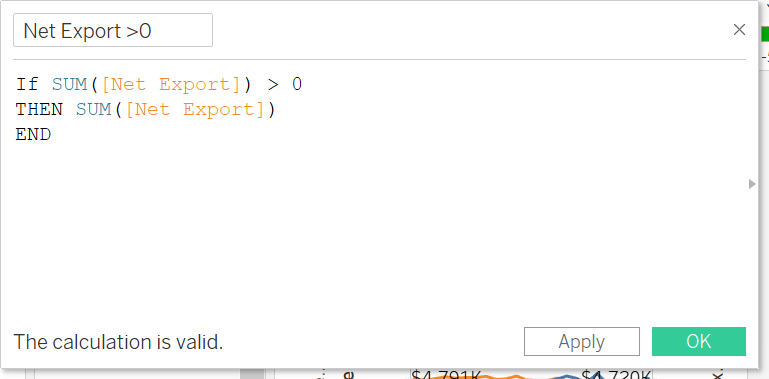 Net Export >0
If SUM([Net Export]) > 0
THEN SUM([Net Export])
END
The calculation is valid.
Apply
OK
$4,791K
$4,720K